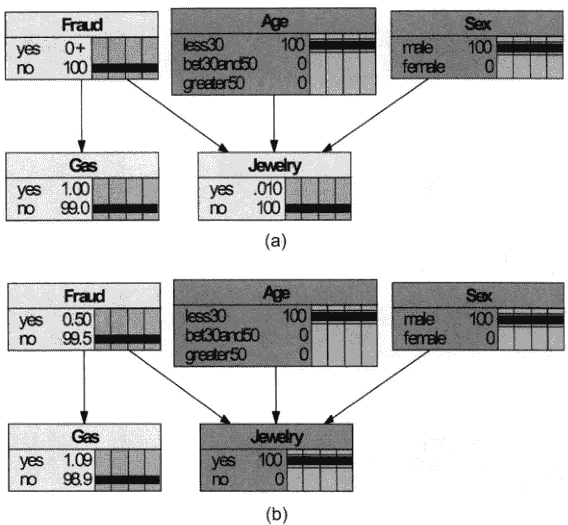 Fraud
yes 0+
no 100
Age
less30 100
bet30and50 0
greater50 0
Sex
male 100
female 0
Gas
yes 1.00
no 99.0
Jewelry
yes .010
no 100
(a)
Fraud
yes 0.50
no 99.5
Age
less30 100
bet30and50 0
greater50 0
Sex
male 100
female 0
Gas
yes 1.09
no 98.9
Jewelry
yes 100
no 0
(b)